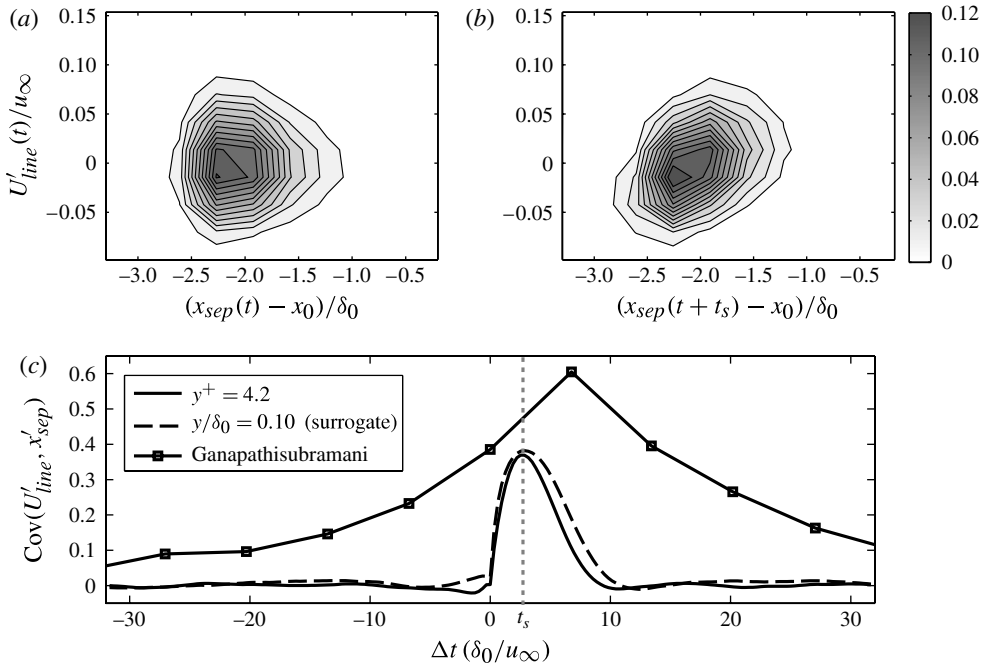 (a)
0.15
0.10
0.05
0
−0.05
U′line(t)/u∞
−3.0 −2.5 −2.0 −1.5 −1.0 −0.5
(xsep(t) − x0)/δ0
(b)
0.15
0.10
0.05
0
−0.05
−3.0 −2.5 −2.0 −1.5 −1.0 −0.5
(xsep(t + ts) − x0)/δ0
0.12
0.10
0.08
0.06
0.04
0.02
0
(c)
0.6
0.5
0.4
0.3
0.2
0.1
0
Cov(U′line, x′sep)
y+ = 4.2
y/δ0 = 0.10 (surrogate)
Ganapathisubramani
−30 −20 −10 0 ts 10 20 30
Δt (δ0/u∞)